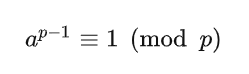 a^{p−1} ≡ 1 (mod p)